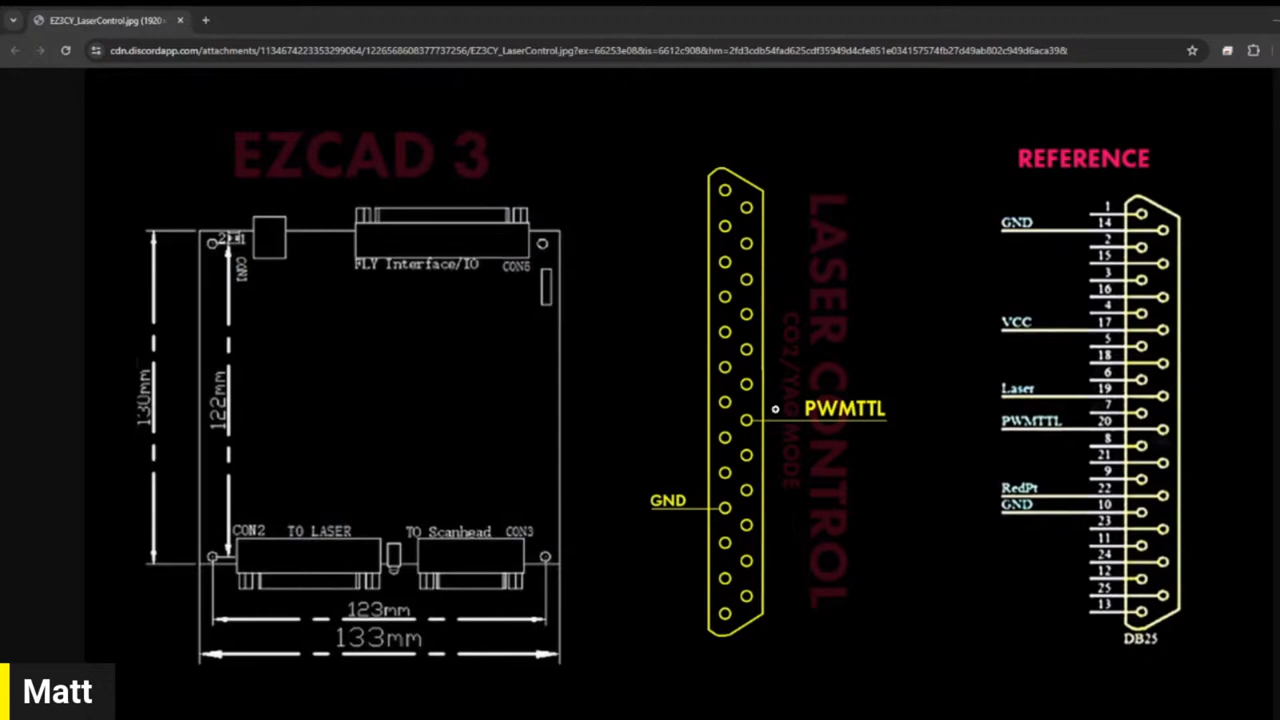 EZ3CY_LaserControl.jpg (1920
cdn.discordapp.com/attachments/1134674223353299064/1226568608377737256/EZ3CY_LaserControl.jpg?ex=66253e08&is=6612c908&hm=2fd3cdb54fad625cdf35949d4cfe851e034157574fb27d49ab802c949d6aca39&
EZCAD 3
CON1
FLY Interface/IO
CON6
130mm
122mm
CON2
TO LASER
TO Scanhead
CON3
123mm
133mm
PWMTTL
GND
LASER CONTROL
CO2/YAG MODE
REFERENCE
1
GND 14
2
15
3
16
4
VCC 17
5
18
6
Laser 19
7
PWMTTL 20
8
21
9
RedPt 22
GND 10
23
11
24
12
25
13
DB25
Matt